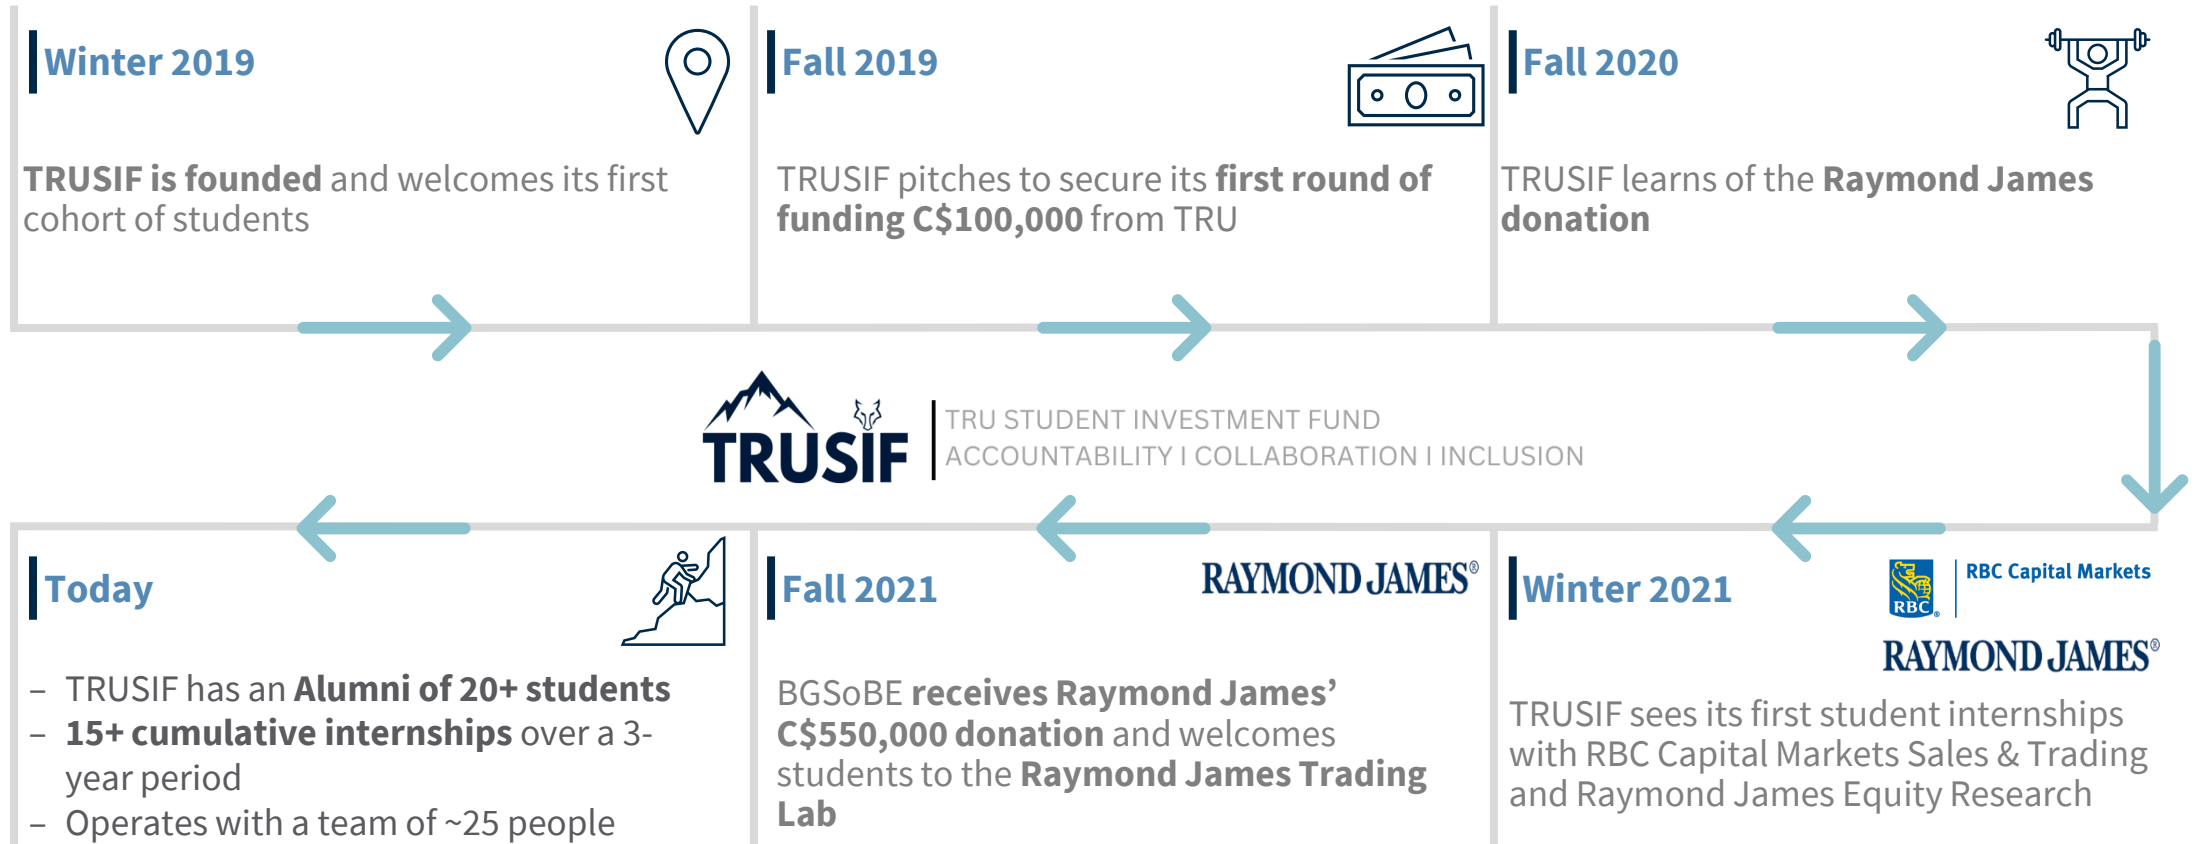 Winter 2019
TRUSIF is founded and welcomes its first
cohort of students
Fall 2019
TRUSIF pitches to secure its first round of
funding C$100,000 from TRU
Fall 2020
TRUSIF learns of the Raymond James
donation
TRUSIF
TRU STUDENT INVESTMENT FUND
ACCOUNTABILITY I COLLABORATION I INCLUSION
Winter 2021
RBC
®
RBC Capital Markets
RAYMOND JAMES®
TRUSIF sees its first student internships
with RBC Capital Markets Sales & Trading
and Raymond James Equity Research
Fall 2021
RAYMOND JAMES®
BGSoBE receives Raymond James’
C$550,000 donation and welcomes
students to the Raymond James Trading
Lab
Today
– TRUSIF has an Alumni of 20+ students
– 15+ cumulative internships over a 3-
year period
– Operates with a team of ~25 people